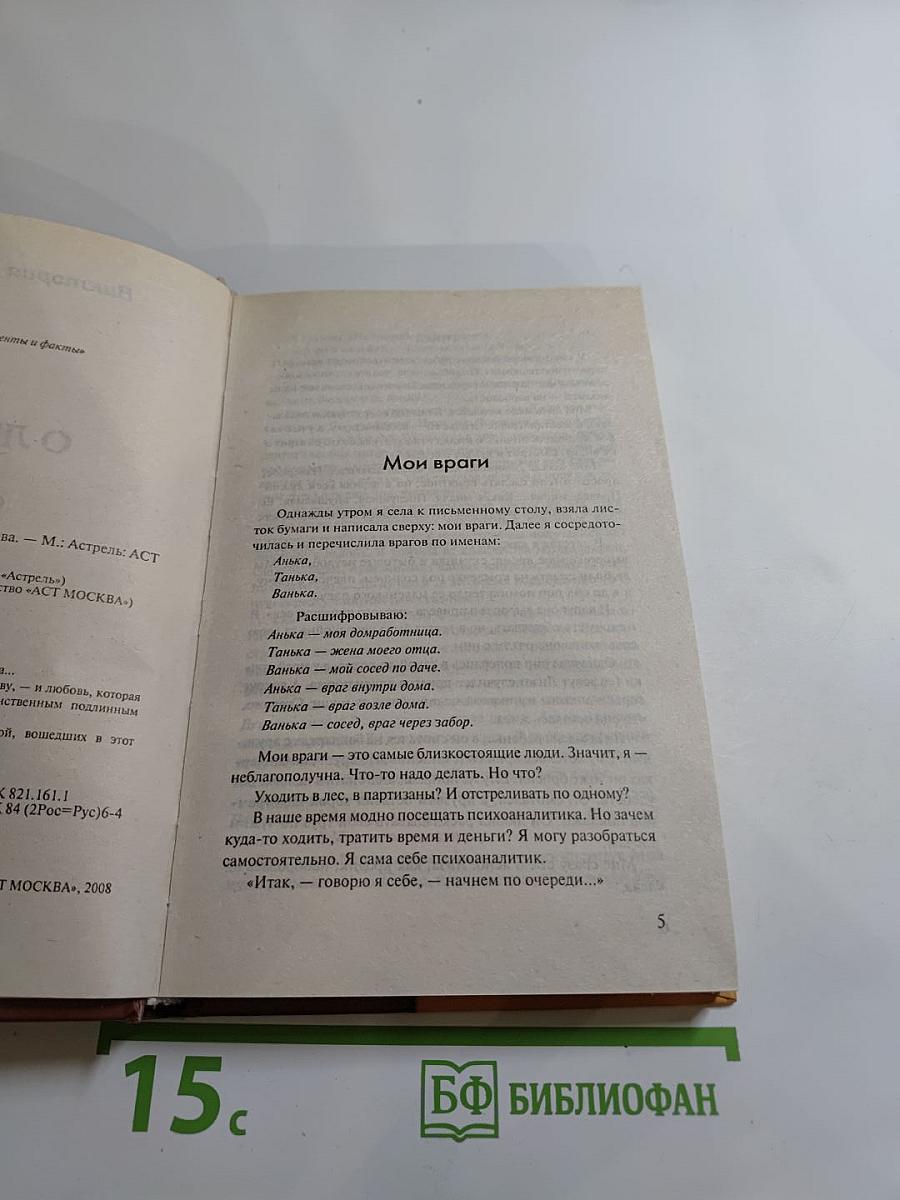 Виктория
енты и факты»
О Л
ва. — М.: Астрель: АСТ
«Астрель»)
ство «АСТ МОСКВА»)
а...
ву, — и любовь, которая
нственным подлинным
ой, вошедших в этот
К 821.161.1
К 84 (2Рос=Рус)6-4
Т МОСКВА», 2008
Мои враги
Однажды утром я села к письменному столу, взяла лис-
ток бумаги и написала сверху: мои враги. Далее я сосредото-
чилась и перечислила врагов по именам:
Анька,
Танька,
Ванька.
Расшифровываю:
Анька — моя домработница.
Танька — жена моего отца.
Ванька — мой сосед по даче.
Анька — враг внутри дома.
Танька — враг возле дома.
Ванька — сосед, враг через забор.
Мои враги — это самые близкостоящие люди. Значит, я —
неблагополучна. Что-то надо делать. Но что?
Уходить в лес, в партизаны? И отстреливать по одному?
В наше время модно посещать психоаналитика. Но зачем
куда-то ходить, тратить время и деньги? Я могу разобраться
самостоятельно. Я сама себе психоаналитик.
«Итак, — говорю я себе, — начнем по очереди...»
5
15 с
БФ БИБЛИОФАН